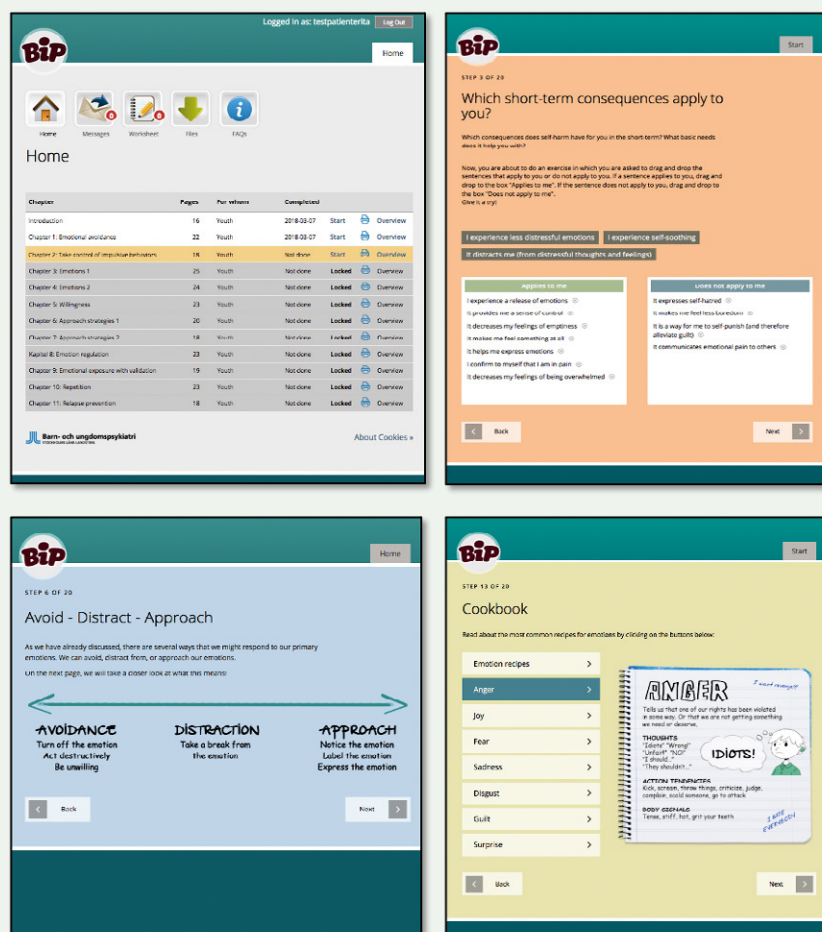 Logged in as: testpatienterita Log Out
BiP
Home
Home Messages Worksheet Files FAQs
Home
Chapter Pages For whom Completed
Introduction 16 Youth 2018-03-07 Start Overview
Chapter 1: Emotional avoidance 22 Youth 2018-03-07 Start Overview
Chapter 2: Take control of impulsive behaviors 18 Youth Not done Start Overview
Chapter 3: Emotions 1 25 Youth Not done Locked Overview
Chapter 4: Emotions 2 24 Youth Not done Locked Overview
Chapter 5: Willingness 23 Youth Not done Locked Overview
Chapter 6: Approach strategies 1 20 Youth Not done Locked Overview
Chapter 7: Approach strategies 2 18 Youth Not done Locked Overview
Kapitel 8: Emotion regulation 23 Youth Not done Locked Overview
Chapter 9: Emotional exposure with validation 19 Youth Not done Locked Overview
Chapter 10: Repetition 23 Youth Not done Locked Overview
Chapter 11: Relapse prevention 18 Youth Not done Locked Overview
Barn- och ungdomspsykiatri
STOCKHOLMS LÄNS LANDSTING
About Cookies »
BiP
Start
STEP 3 OF 20
Which short-term consequences apply to
you?
Which consequences does self-harm have for you in the short-term? What basic needs
does it help you with?
Now, you are about to do an exercise in which you are asked to drag and drop the
sentences that apply to you or do not apply to you. If a sentence applies to you, drag and
drop to the box "Applies to me". If the sentence does not apply to you, drag and drop to
the box "Does not apply to me".
Give it a try!
I experience less distressful emotions I experience self-soothing
It distracts me (from distressful thoughts and feelings)
Applies to me
I experience a release of emotions
It provides me a sense of control
It decreases my feelings of emptiness
It makes me feel something at all
It helps me express emotions
I confirm to myself that I am in pain
It decreases my feelings of being overwhelmed
Does not apply to me
It expresses self-hatred
It makes me feel less boredom
It is a way for me to self-punish (and therefore
alleviate guilt)
It communicates emotional pain to others
< Back
Next >
BiP
Home
STEP 6 OF 20
Avoid - Distract - Approach
As we have already discussed, there are several ways that we might respond to our primary
emotions. We can avoid, distract from, or approach our emotions.
On the next page, we will take a closer look at what this means!
AVOIDANCE
Turn off the emotion
Act destructively
Be unwilling
DISTRACTION
Take a break from
the emotion
APPROACH
Notice the emotion
Label the emotion
Express the emotion
< Back
Next >
BiP
Start
STEP 13 OF 20
Cookbook
Read about the most common recipes for emotions by clicking on the buttons below:
Emotion recipes >
Anger >
Joy >
Fear >
Sadness >
Disgust >
Guilt >
Surprise >
ANGER
I want revenge!!
Tells us that one of our rights has been violated
in some way. Or that we are not getting something
we need or deserve.
THOUGHTS
"Idiots" "Wrong"
"Unfair!" "NO!"
"I should..."
"They shouldn't..."
IDIOTS!
ACTION TENDENCIES
Kick, scream, throw things, criticize, judge,
complain, scold someone, go to attack
BODY SIGNALS
Tense, stiff, hot, grit your teeth
I HATE
EVERYBODY
< Back
Next >